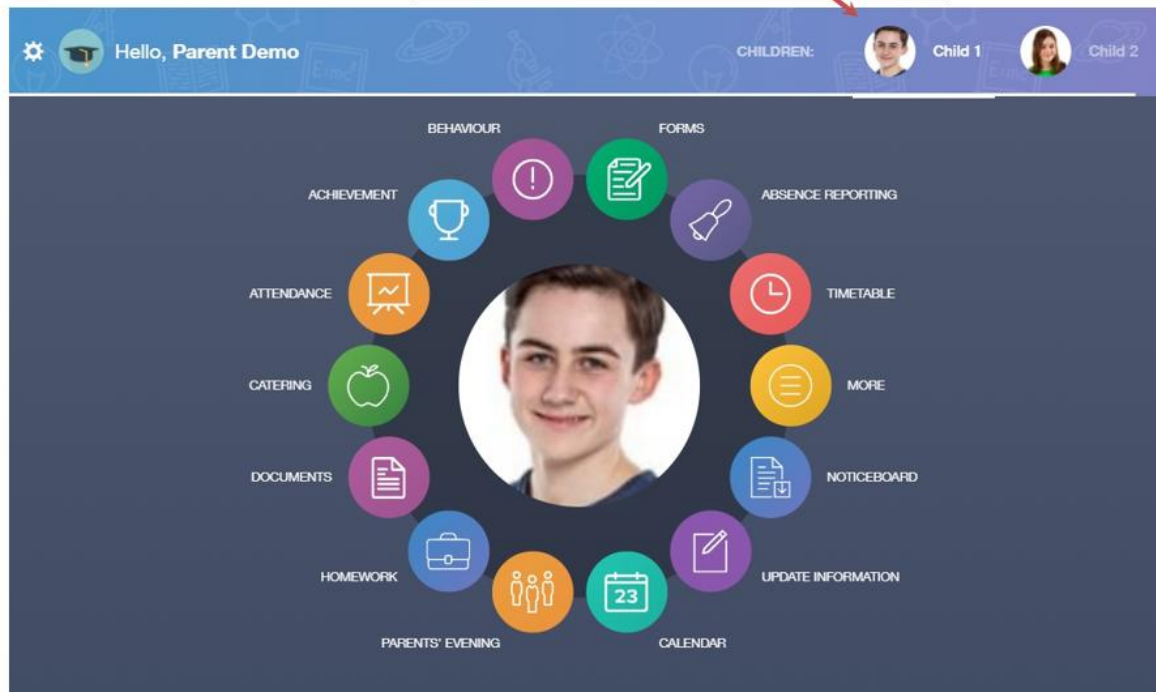 Hello, Parent Demo
CHILDREN:
Child 1
Child 2
BEHAVIOUR
FORMS
ACHIEVEMENT
ABSENCE REPORTING
ATTENDANCE
TIMETABLE
CATERING
MORE
DOCUMENTS
NOTICEBOARD
HOMEWORK
UPDATE INFORMATION
23
PARENTS' EVENING
CALENDAR